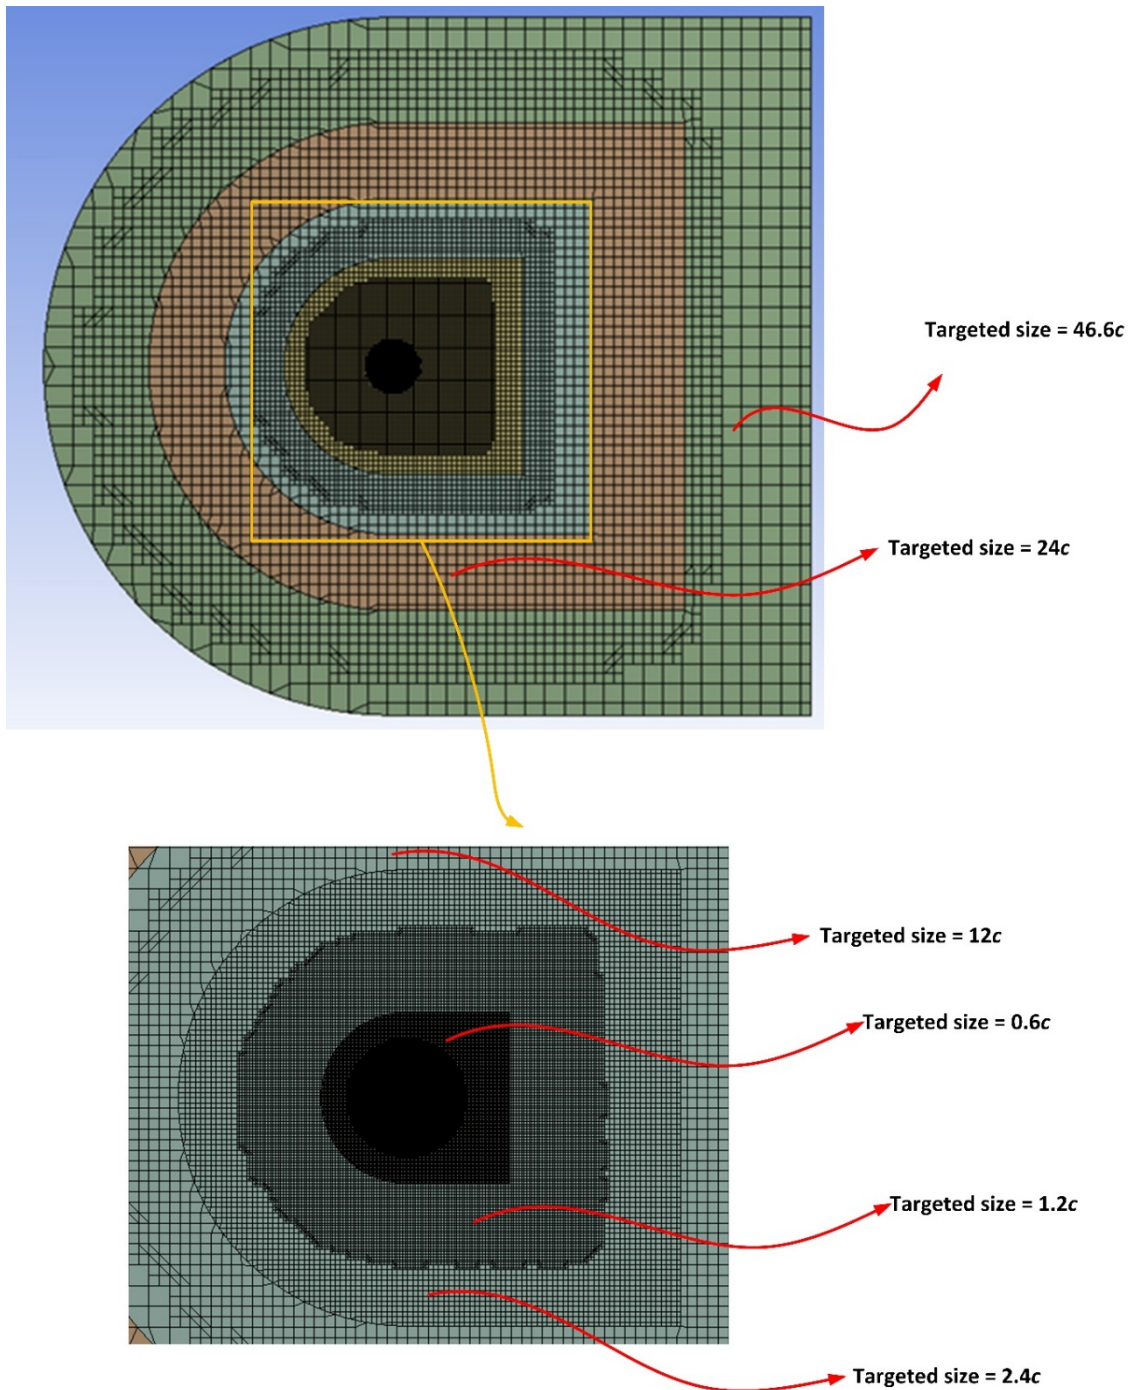 Targeted size = 46.6c
Targeted size = 24c
Targeted size = 12c
Targeted size = 0.6c
Targeted size = 1.2c
Targeted size = 2.4c